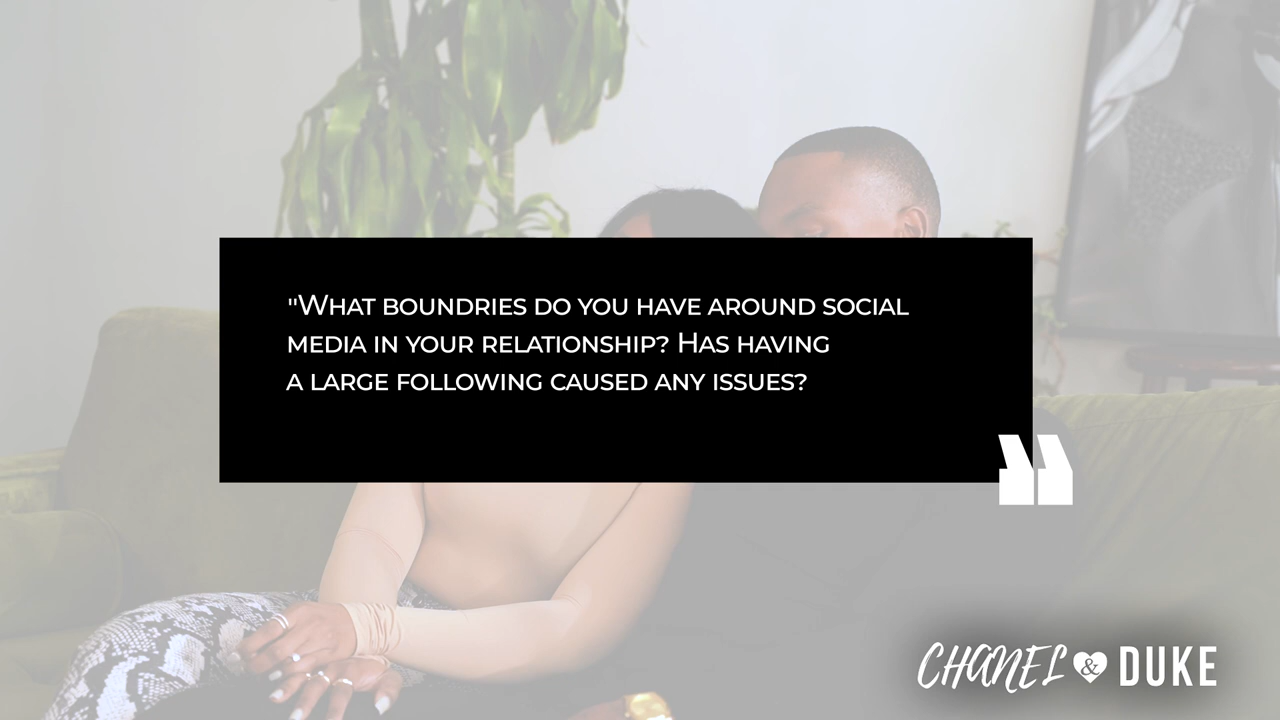 "What boundries do you have around social
media in your relationship? Has having
a large following caused any issues?
CHANEL & DUKE